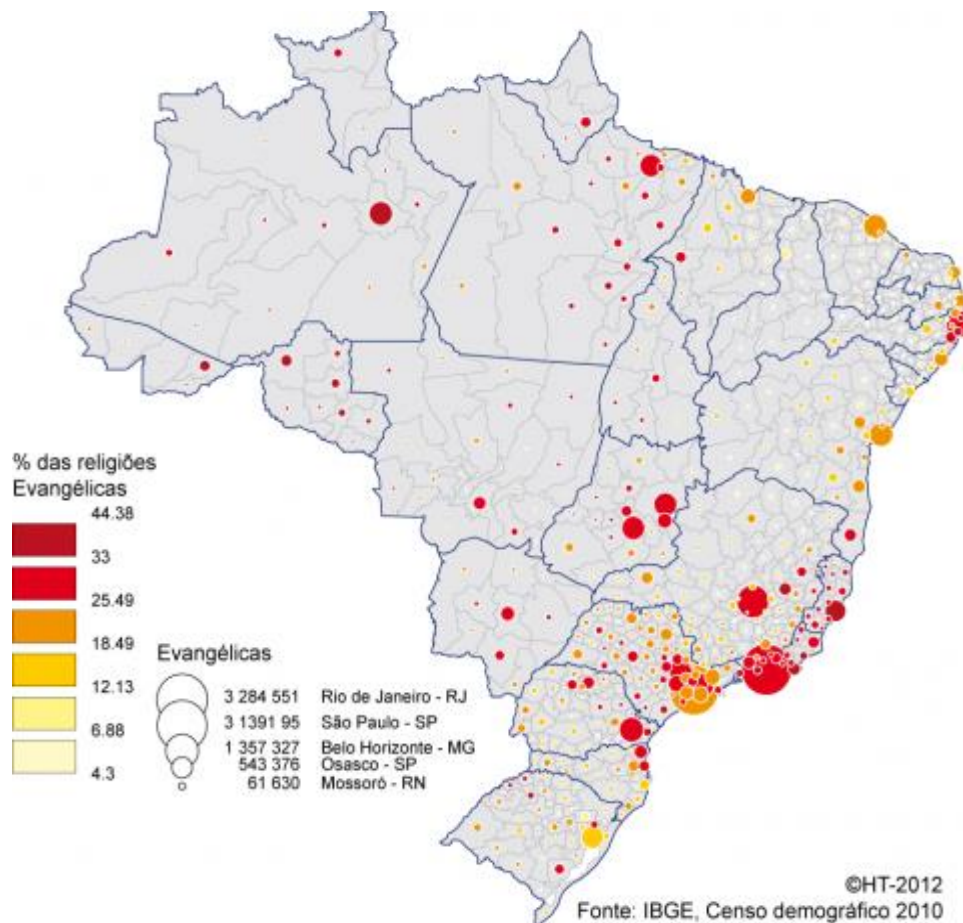 % das religiões
Evangélicas
44.38
33
25.49
18.49
12.13
6.88
4.3
Evangélicas
3 284 551 Rio de Janeiro - RJ
3 1391 95 São Paulo - SP
1 357 327 Belo Horizonte - MG
543 376 Osasco - SP
61 630 Mossoró - RN
©HT-2012
Fonte: IBGE, Censo demográfico 2010